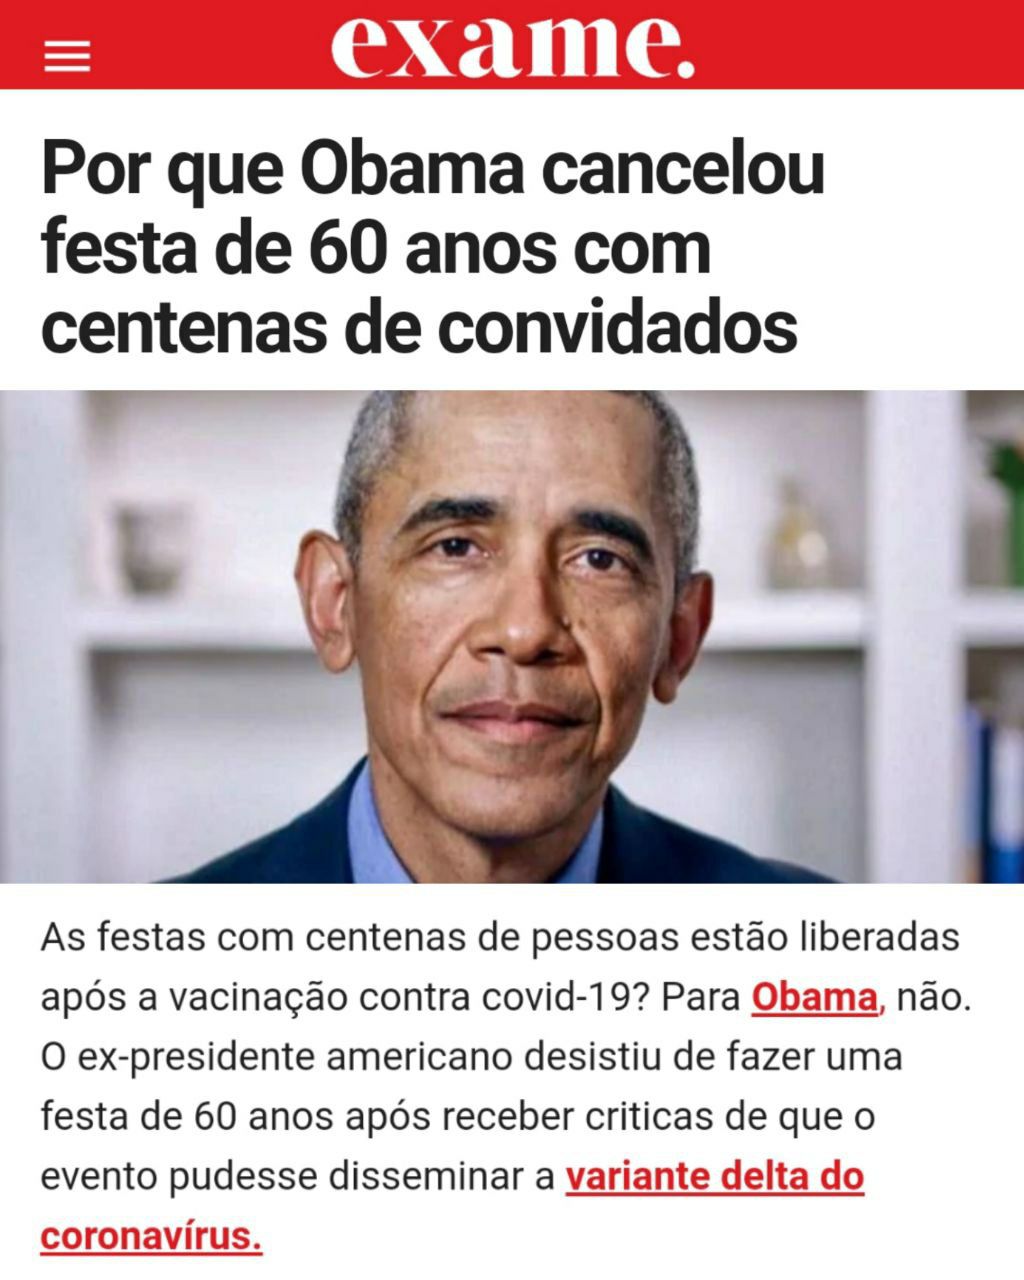 exame.
Por que Obama cancelou
festa de 60 anos com
centenas de convidados
As festas com centenas de pessoas estão liberadas
após a vacinação contra covid-19? Para Obama, não.
O ex-presidente americano desistiu de fazer uma
festa de 60 anos após receber criticas de que o
evento pudesse disseminar a variante delta do
coronavírus.